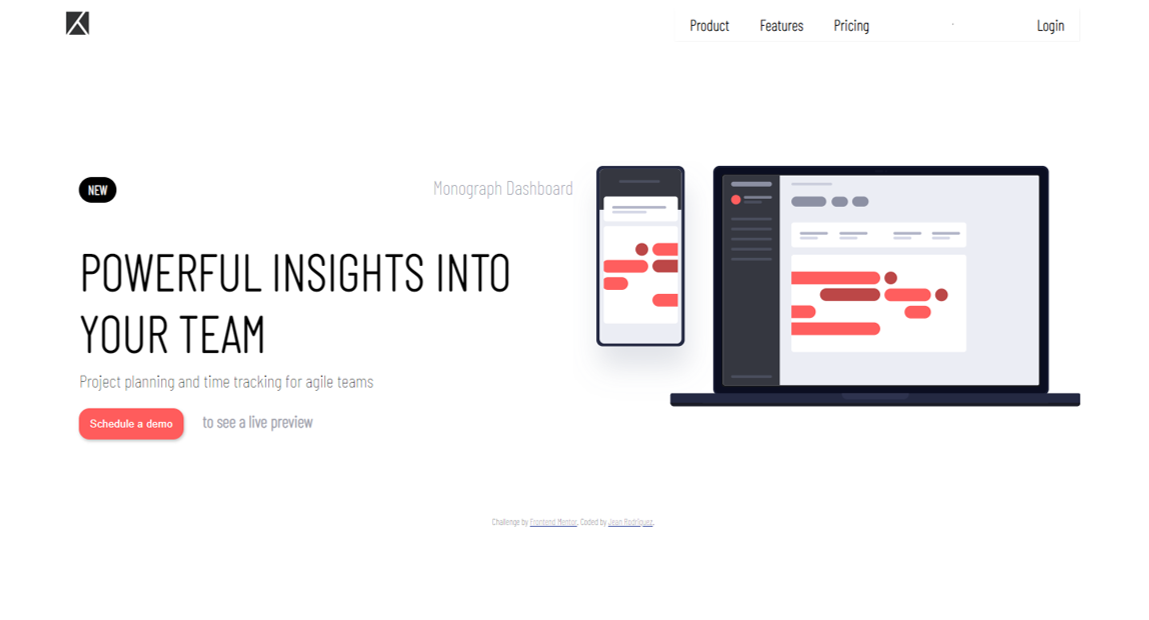 Product Features Pricing Login
NEW Monograph Dashboard
POWERFUL INSIGHTS INTO
YOUR TEAM
Project planning and time tracking for agile teams
Schedule a demo to see a live preview
Challenge by Frontend Mentor. Coded by Jean Rodríguez.